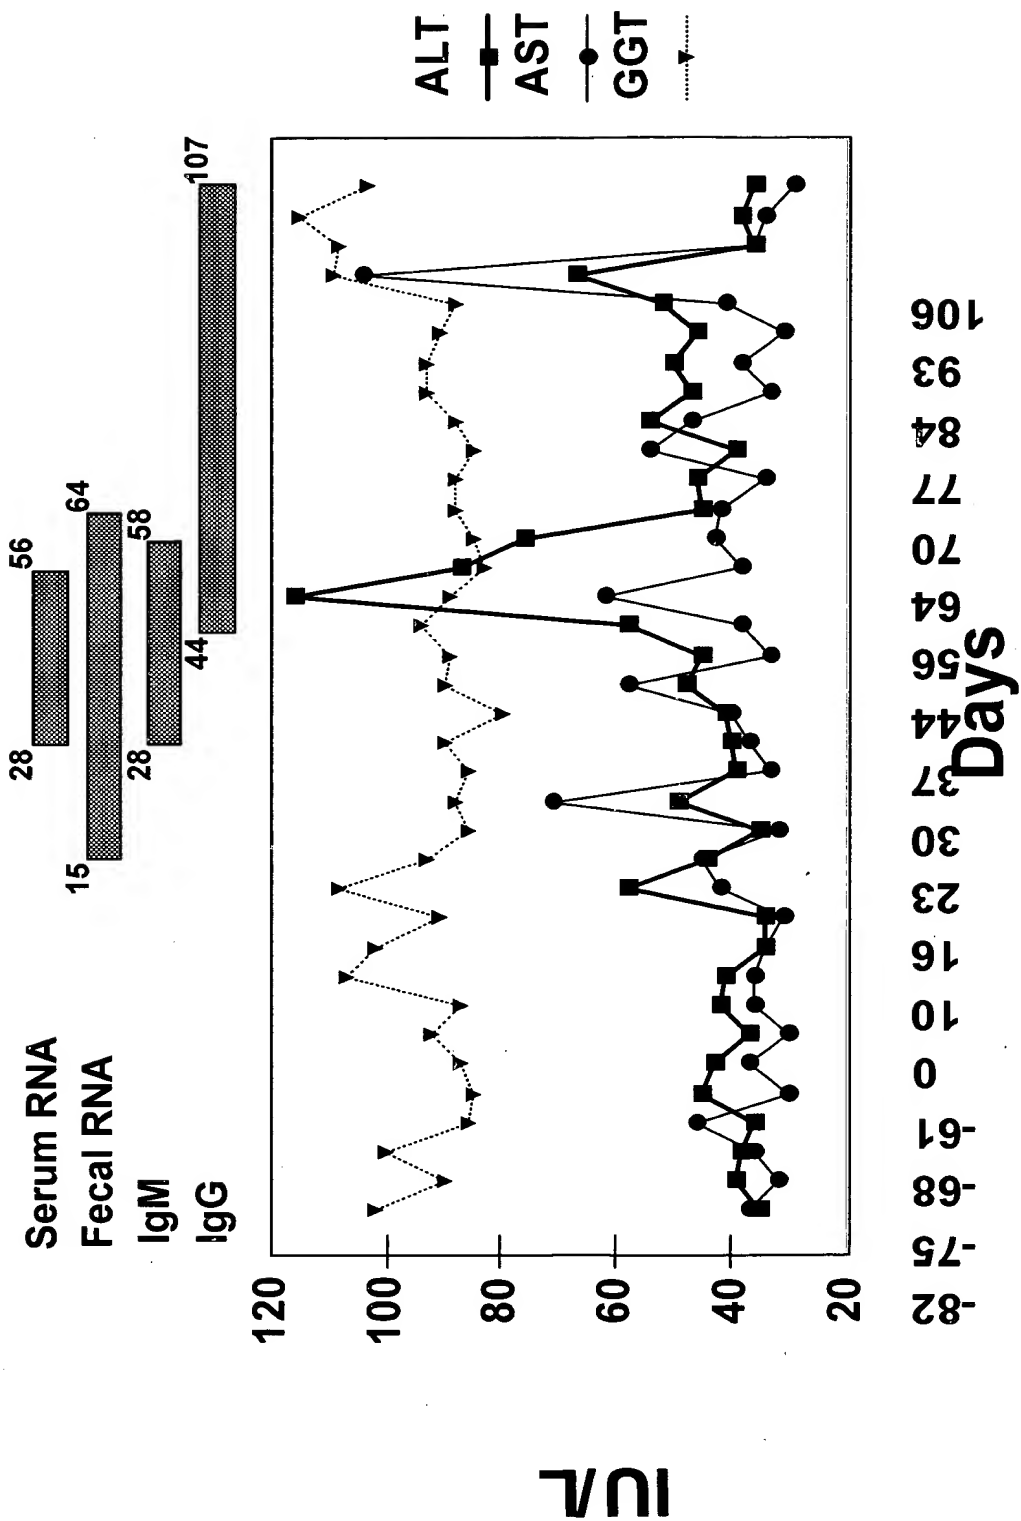 Serum RNA 28 56
Fecal RNA 15 64
IgM 28 58
IgG 44 107
ALT
AST
GGT
120
100
80
60
40
20
IU/L
-82 -75 -68 -61 0 10 16 23 30 37 44 56 64 70 77 84 93 106
Days